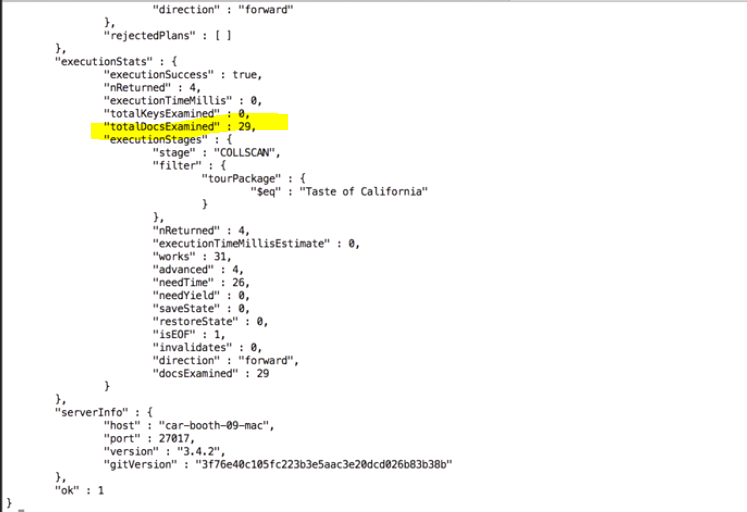 "direction" : "forward"
},
"rejectedPlans" : [ ]
},
"executionStats" : {
"executionSuccess" : true,
"nReturned" : 4,
"executionTimeMillis" : 0,
"totalKeysExamined" : 0,
"totalDocsExamined" : 29,
"executionStages" : {
"stage" : "COLLSCAN",
"filter" : {
"tourPackage" : {
"$eq" : "Taste of California"
}
},
"nReturned" : 4,
"executionTimeMillisEstimate" : 0,
"works" : 31,
"advanced" : 4,
"needTime" : 26,
"needYield" : 0,
"saveState" : 0,
"restoreState" : 0,
"isEOF" : 1,
"invalidates" : 0,
"direction" : "forward",
"docsExamined" : 29
}
},
"serverInfo" : {
"host" : "car-booth-09-mac",
"port" : 27017,
"version" : "3.4.2",
"gitVersion" : "3f76e40c105fc223b3e5aac3e20dcd026b83b38b"
},
"ok" : 1
}